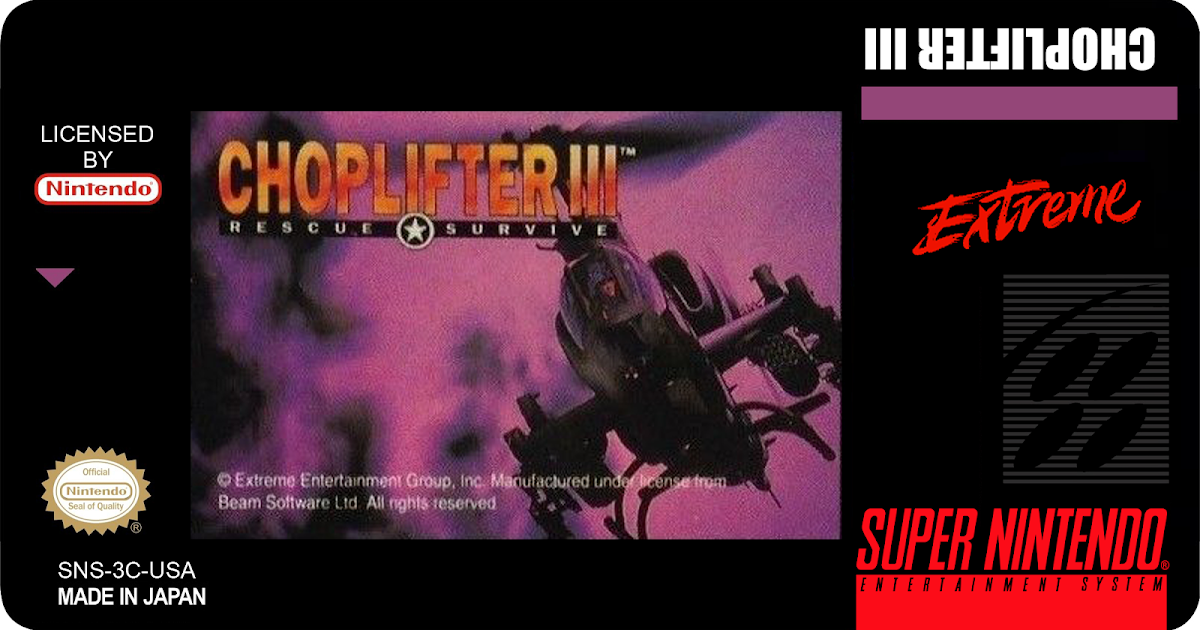 LICENSED
BY
Nintendo®
CHOPLIFTER III™
RESCUE SURVIVE
© Extreme Entertainment Group, Inc. Manufactured under license from
Beam Software Ltd. All rights reserved
Official
Nintendo
Seal of Quality
®
SNS-3C-USA
MADE IN JAPAN
CHOPLIFTER III
Extreme
SUPER NINTENDO®
ENTERTAINMENT SYSTEM